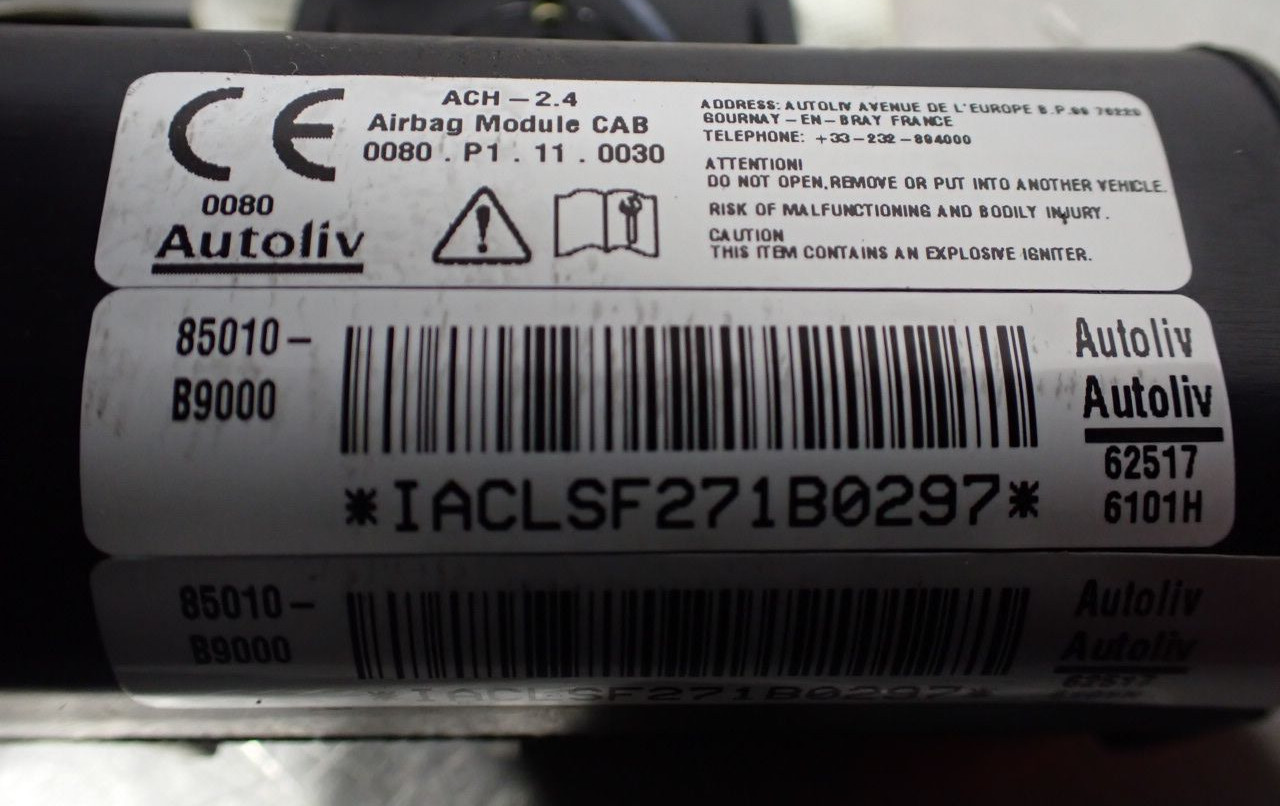 CE
0080
Autoliv
ACH – 2.4
Airbag Module CAB
0080 . P1 . 11 . 0030
ADDRESS: AUTOLIV AVENUE DE L'EUROPE B.P.
GOURNAY – EN – BRAY FRANCE
TELEPHONE: +33–232–894000
ATTENTION!
DO NOT OPEN,REMOVE OR PUT INTO ANOTHER VEHICLE.
RISK OF MALFUNCTIONING AND BODILY INJURY.
CAUTION
THIS ITEM CONTAINS AN EXPLOSIVE IGNITER.
85010–
B9000
*IACLSF271B0297*
Autoliv
Autoliv
62517
6101H
85010–
B9000
*IACLSF271B0297*
Autoliv
Autoliv
62517